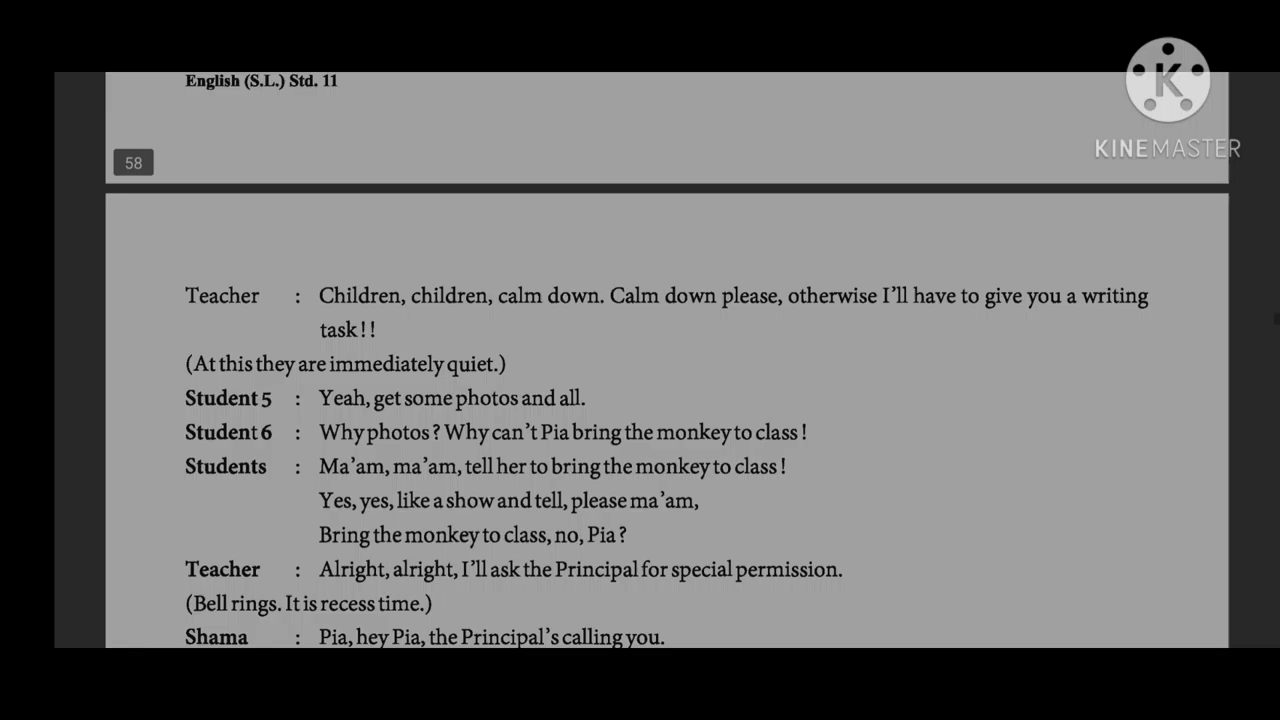 English (S.L.) Std. 11
K
KINEMASTER
58
Teacher : Children, children, calm down. Calm down please, otherwise I'll have to give you a writing
task!!
(At this they are immediately quiet.)
Student 5 : Yeah, get some photos and all.
Student 6 : Why photos? Why can't Pia bring the monkey to class!
Students : Ma'am, ma'am, tell her to bring the monkey to class!
Yes, yes, like a show and tell, please ma'am,
Bring the monkey to class, no, Pia?
Teacher : Alright, alright, I'll ask the Principal for special permission.
(Bell rings. It is recess time.)
Shama : Pia, hey Pia, the Principal's calling you.